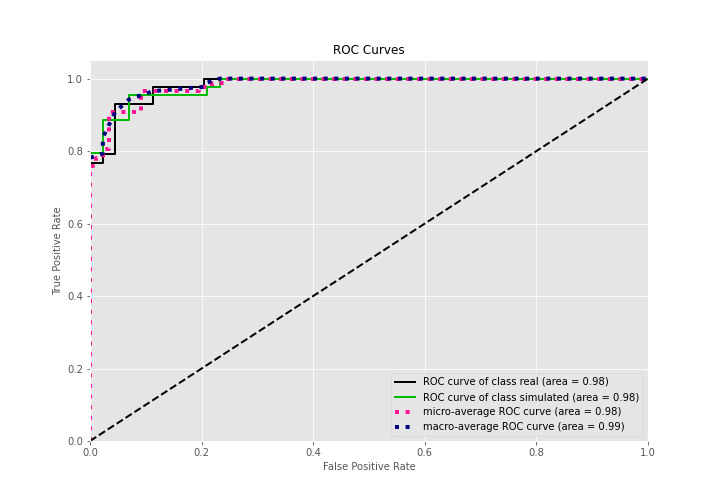 ROC Curves
True Positive Rate
1.0
0.8
0.6
0.4
0.2
0.0
0.0 0.2 0.4 0.6 0.8 1.0
False Positive Rate
ROC curve of class real (area = 0.98)
ROC curve of class simulated (area = 0.98)
micro-average ROC curve (area = 0.98)
macro-average ROC curve (area = 0.99)